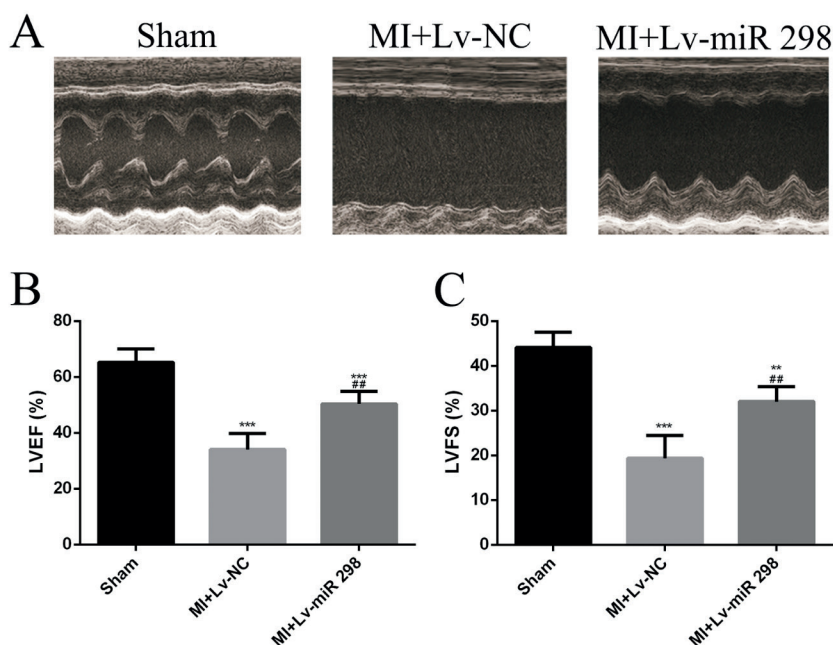 A
Sham
MI+Lv-NC
MI+Lv-miR 298
B
LVEF (%)
80
60
40
20
0
***
***
##
Sham
MI+Lv-NC
MI+Lv-miR 298
C
LVFS (%)
50
40
30
20
10
0
***
**
##
Sham
MI+Lv-NC
MI+Lv-miR 298